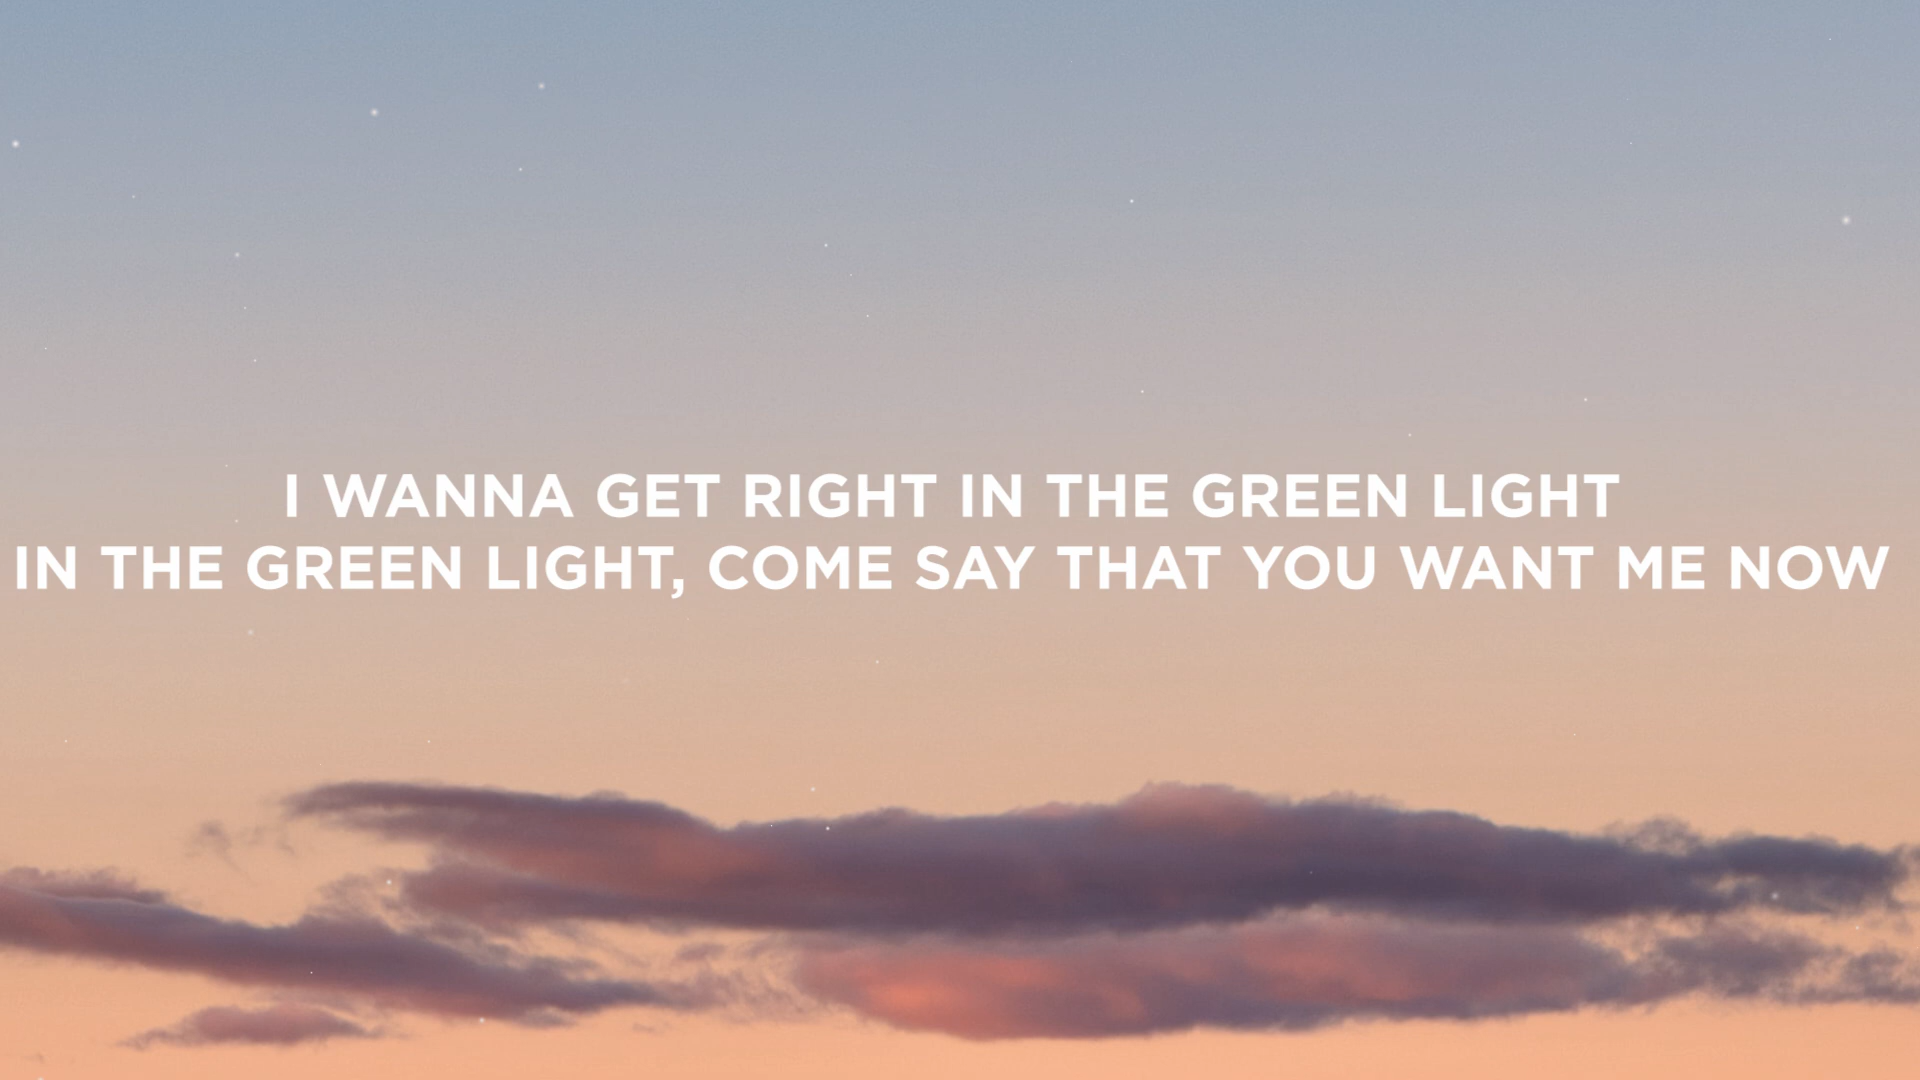 I WANNA GET RIGHT IN THE GREEN LIGHT
IN THE GREEN LIGHT, COME SAY THAT YOU WANT ME NOW